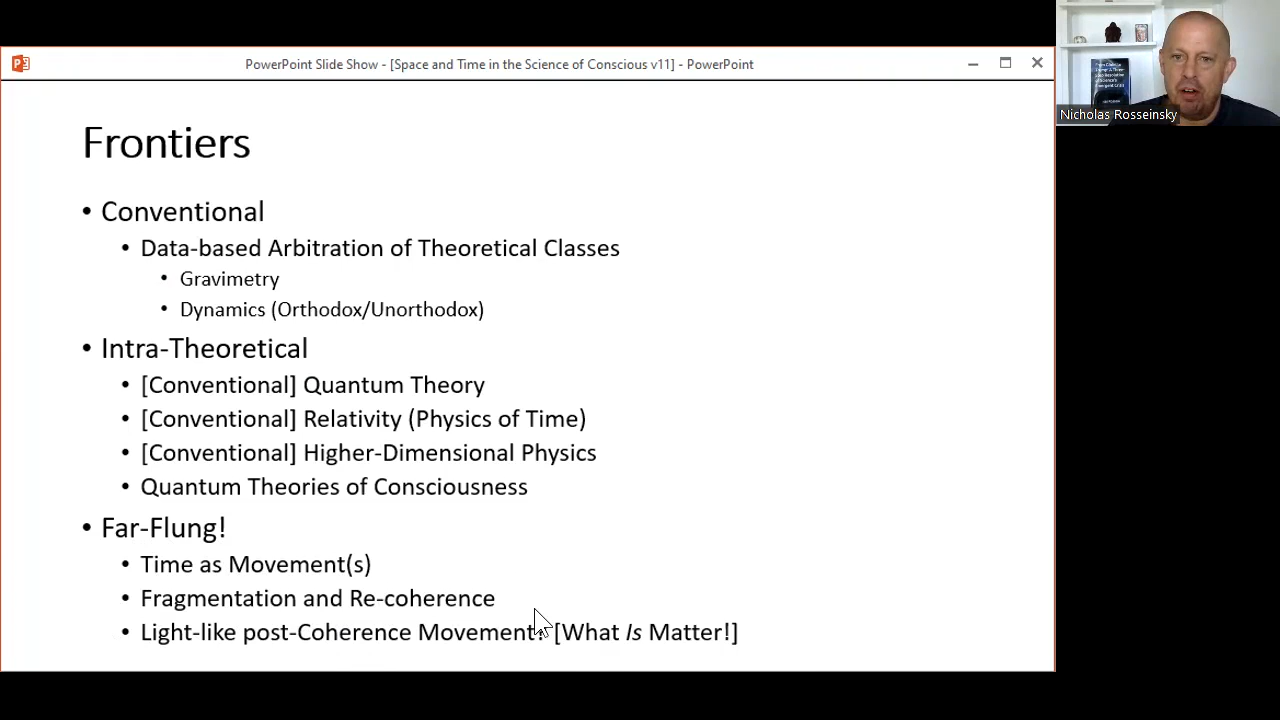 PowerPoint Slide Show - [Space and Time in the Science of Conscious v11] - PowerPoint
Nicholas Rosseinsky
Frontiers
• Conventional
• Data-based Arbitration of Theoretical Classes
• Gravimetry
• Dynamics (Orthodox/Unorthodox)
• Intra-Theoretical
• [Conventional] Quantum Theory
• [Conventional] Relativity (Physics of Time)
• [Conventional] Higher-Dimensional Physics
• Quantum Theories of Consciousness
• Far-Flung!
• Time as Movement(s)
• Fragmentation and Re-coherence
• Light-like post-Coherence Movement [What Is Matter!]